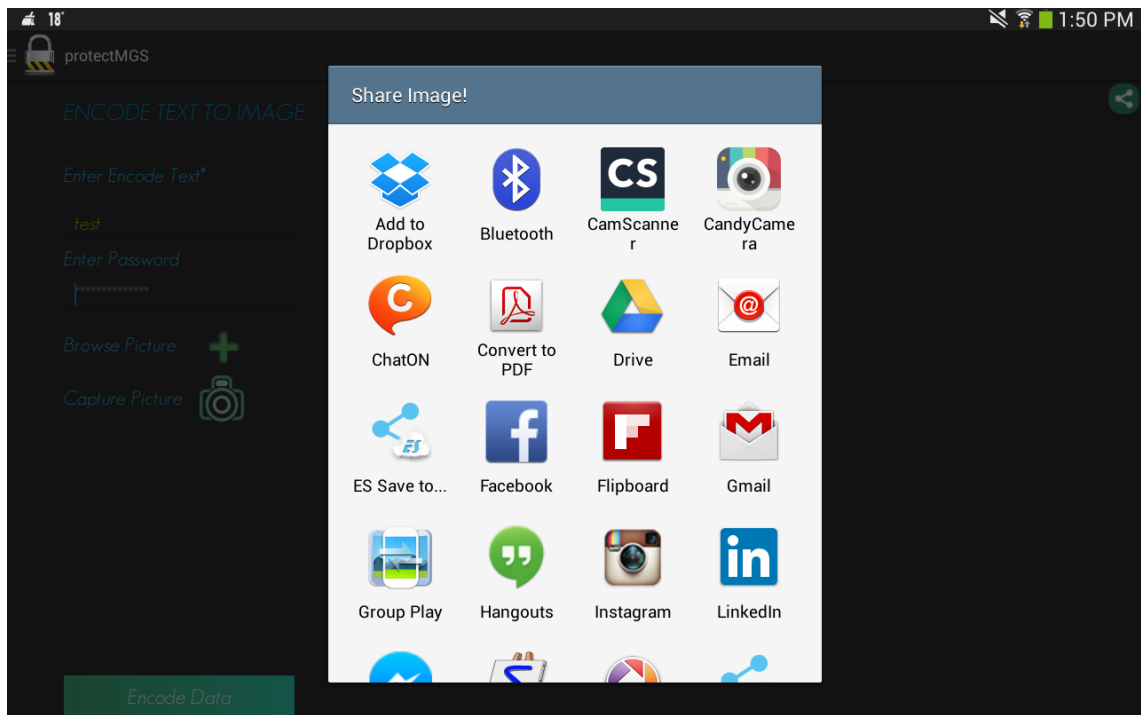 18°
1:50 PM
protectMGS
ENCODE TEXT TO IMAGE
Enter Encode Text*
test
Enter Password
**************
Browse Picture
Capture Picture
Encode Data
Share Image!
CS
Add to
Dropbox
Bluetooth
CamScanne
r
CandyCame
ra
C
@
ChatON
Convert to
PDF
Drive
Email
ES
f
ES Save to...
Facebook
Flipboard
Gmail
in
Group Play
Hangouts
Instagram
LinkedIn